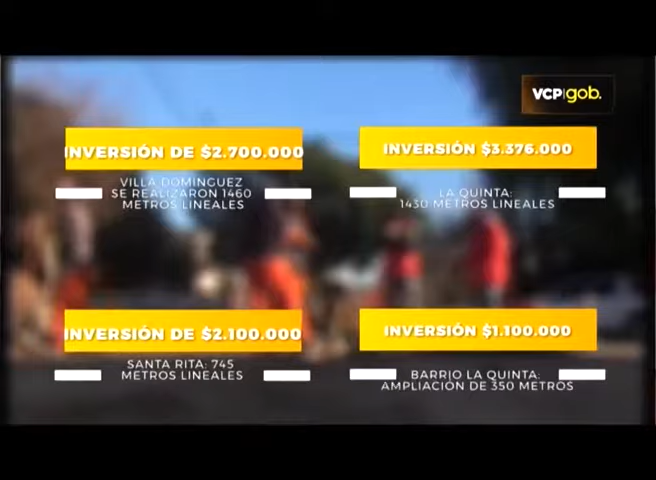 VCP|gob.
INVERSIÓN DE $2.700.000
VILLA DOMINGUEZ
SE REALIZARON 1460
METROS LINEALES
INVERSIÓN $3.376.000
LA QUINTA:
1430 METROS LINEALES
INVERSIÓN DE $2.100.000
SANTA RITA: 745
METROS LINEALES
INVERSIÓN $1.100.000
BARRIO LA QUINTA:
AMPLIACIÓN DE 350 METROS